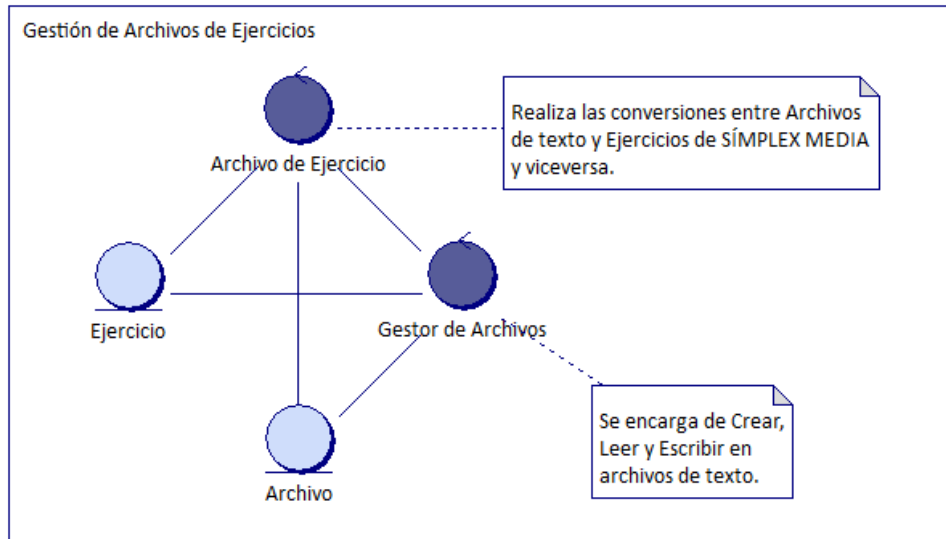 Gestión de Archivos de Ejercicios
Archivo de Ejercicio
Realiza las conversiones entre Archivos
de texto y Ejercicios de SÍMPLEX MEDIA
y viceversa.
Ejercicio
Gestor de Archivos
Se encarga de Crear,
Leer y Escribir en
archivos de texto.
Archivo